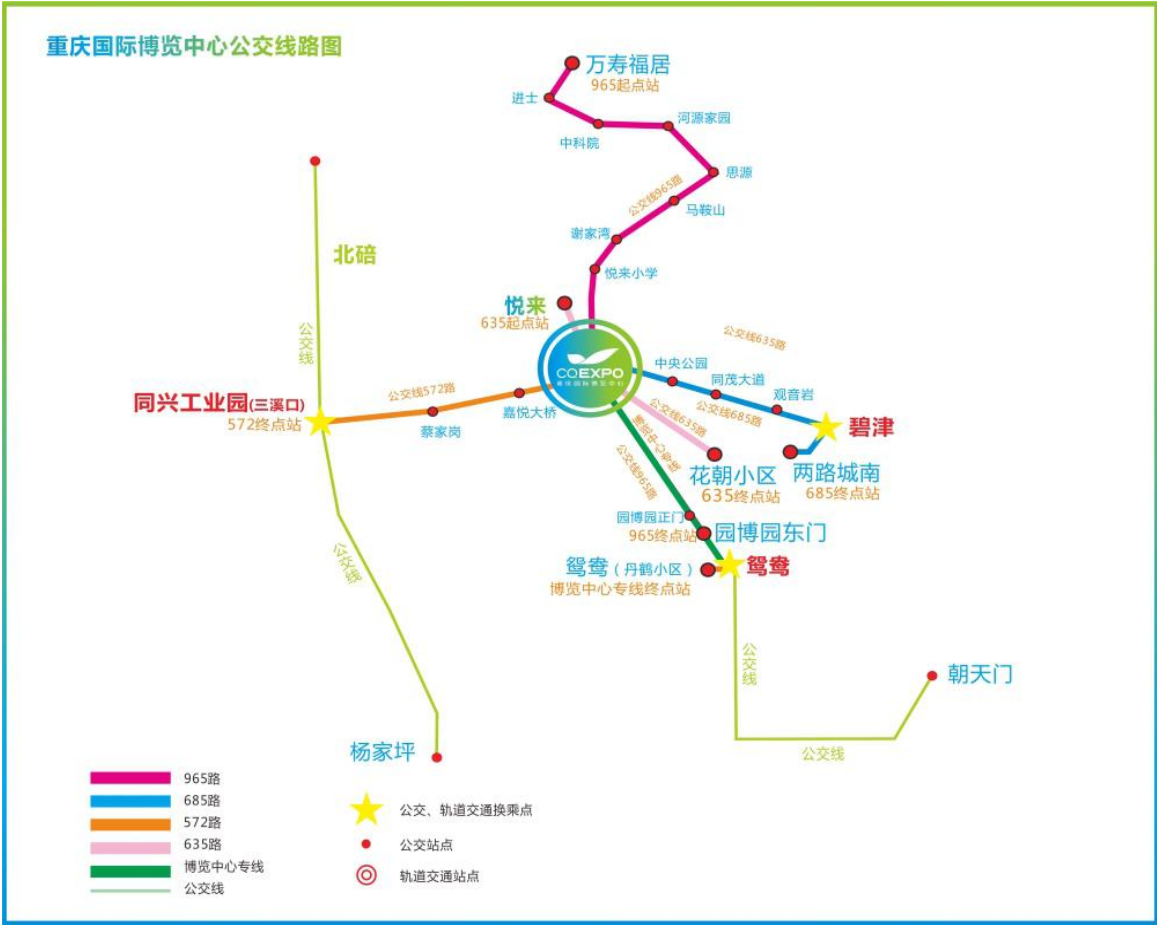 重庆国际博览中心公交线路图
万寿福居
965起点站
进士
中科院
河源家园
思源
公交线965路
马鞍山
谢家湾
悦来小学
北碚
公交线
悦来
635起点站
COEXPO
重庆国际博览中心
公交线635路
中央公园
同茂大道
观音岩
公交线685路
碧津
公交线572路
同兴工业园(三溪口)
572终点站
蔡家岗
嘉悦大桥
公交线635路
博览中心专线
公交线965路
花朝小区
635终点站
两路城南
685终点站
园博园正门
965终点站
园博园东门
鸳鸯(丹鹤小区)
博览中心专线终点站
鸳鸯
公交线
公交线
公交线
朝天门
杨家坪
965路
685路
572路
635路
博览中心专线
公交线
公交、轨道交通换乘点
公交站点
轨道交通站点